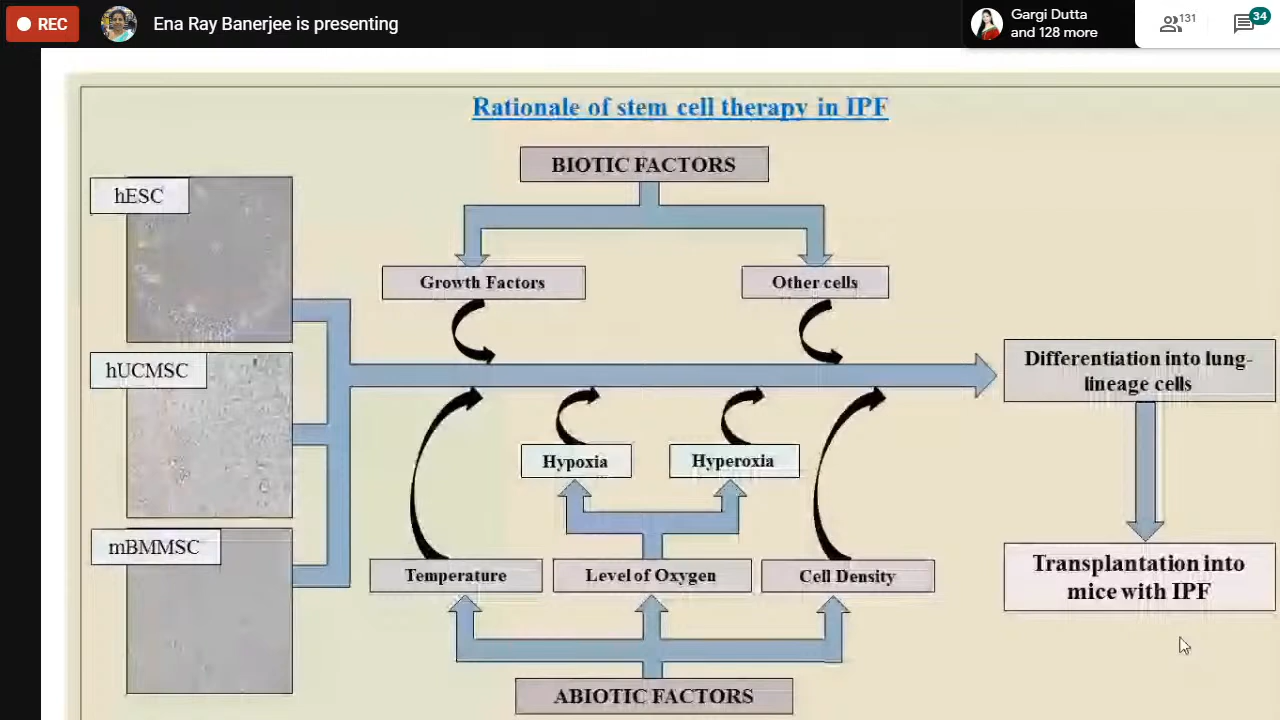 REC
Ena Ray Banerjee is presenting
Gargi Dutta
and 128 more
131
34
Rationale of stem cell therapy in IPF
BIOTIC FACTORS
hESC
Growth Factors
Other cells
hUCMSC
Differentiation into lung-
lineage cells
Hypoxia
Hyperoxia
mBMMSC
Temperature
Level of Oxygen
Cell Density
Transplantation into
mice with IPF
ABIOTIC FACTORS